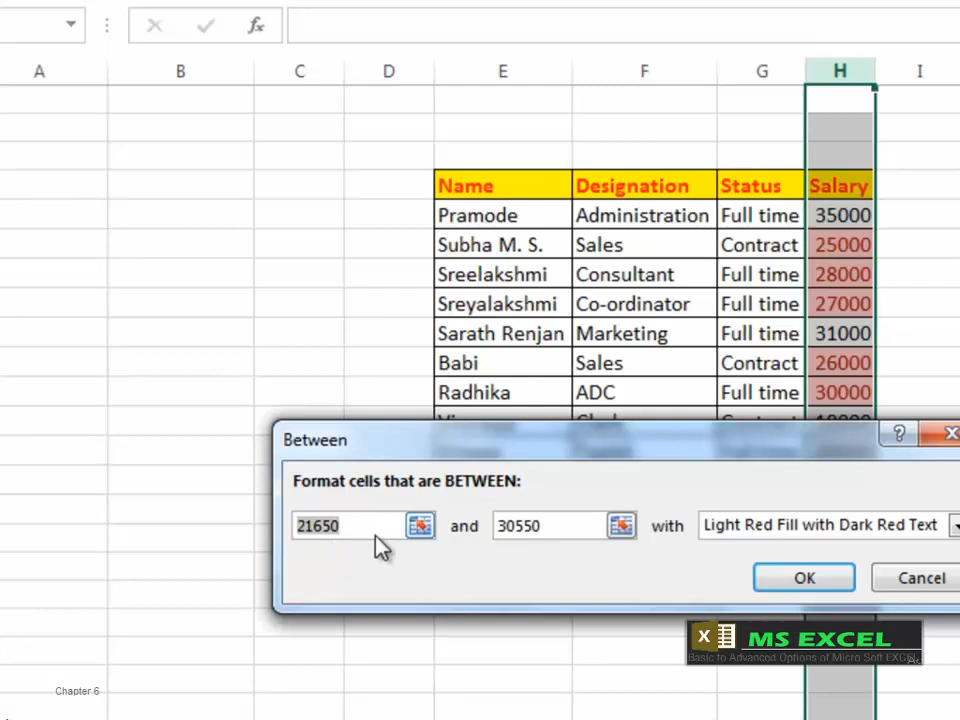 fx
A B C D E F G H I
Name Designation Status Salary
Pramode Administration Full time 35000
Subha M. S. Sales Contract 25000
Sreelakshmi Consultant Full time 28000
Sreyalakshmi Co-ordinator Full time 27000
Sarath Renjan Marketing Full time 31000
Babi Sales Contract 26000
Radhika ADC Full time 30000
Between
Format cells that are BETWEEN:
21650 and 30550 with Light Red Fill with Dark Red Text
OK Cancel
X MS EXCEL
Basic to Advanced Options of Micro Soft EXCEL
Chapter 6